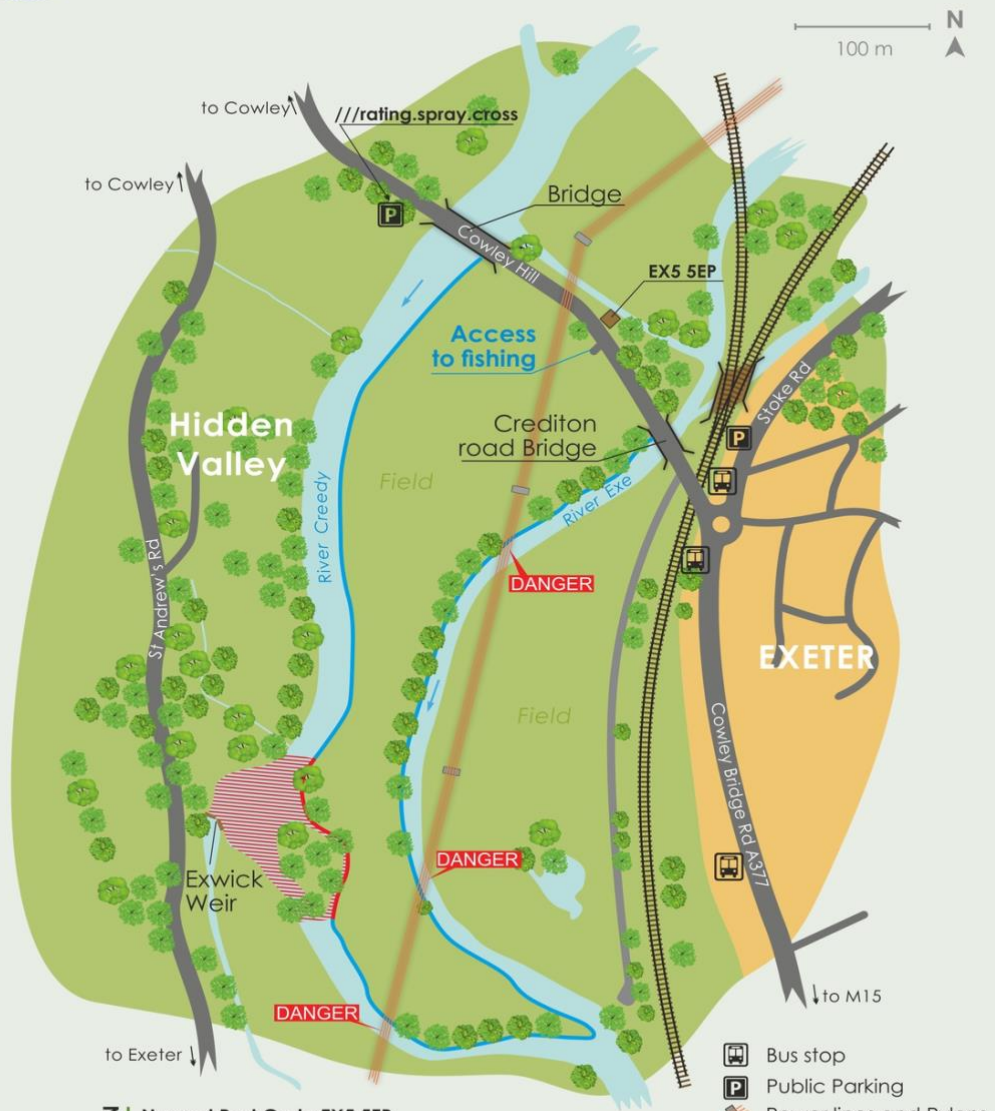 N
100 m
to Cowley
///rating.spray.cross
to Cowley
Bridge
Cowley Hill
EX5 5EP
Access
to fishing
Stoke Rd
Hidden
Valley
Crediton
road Bridge
Field
River Creedy
River Exe
DANGER
St Andrew's Rd
EXETER
Field
Cowley Bridge Rd A377
DANGER
Exwick
Weir
to M15
DANGER
to Exeter
P
P
Bus stop
P
Public Parking